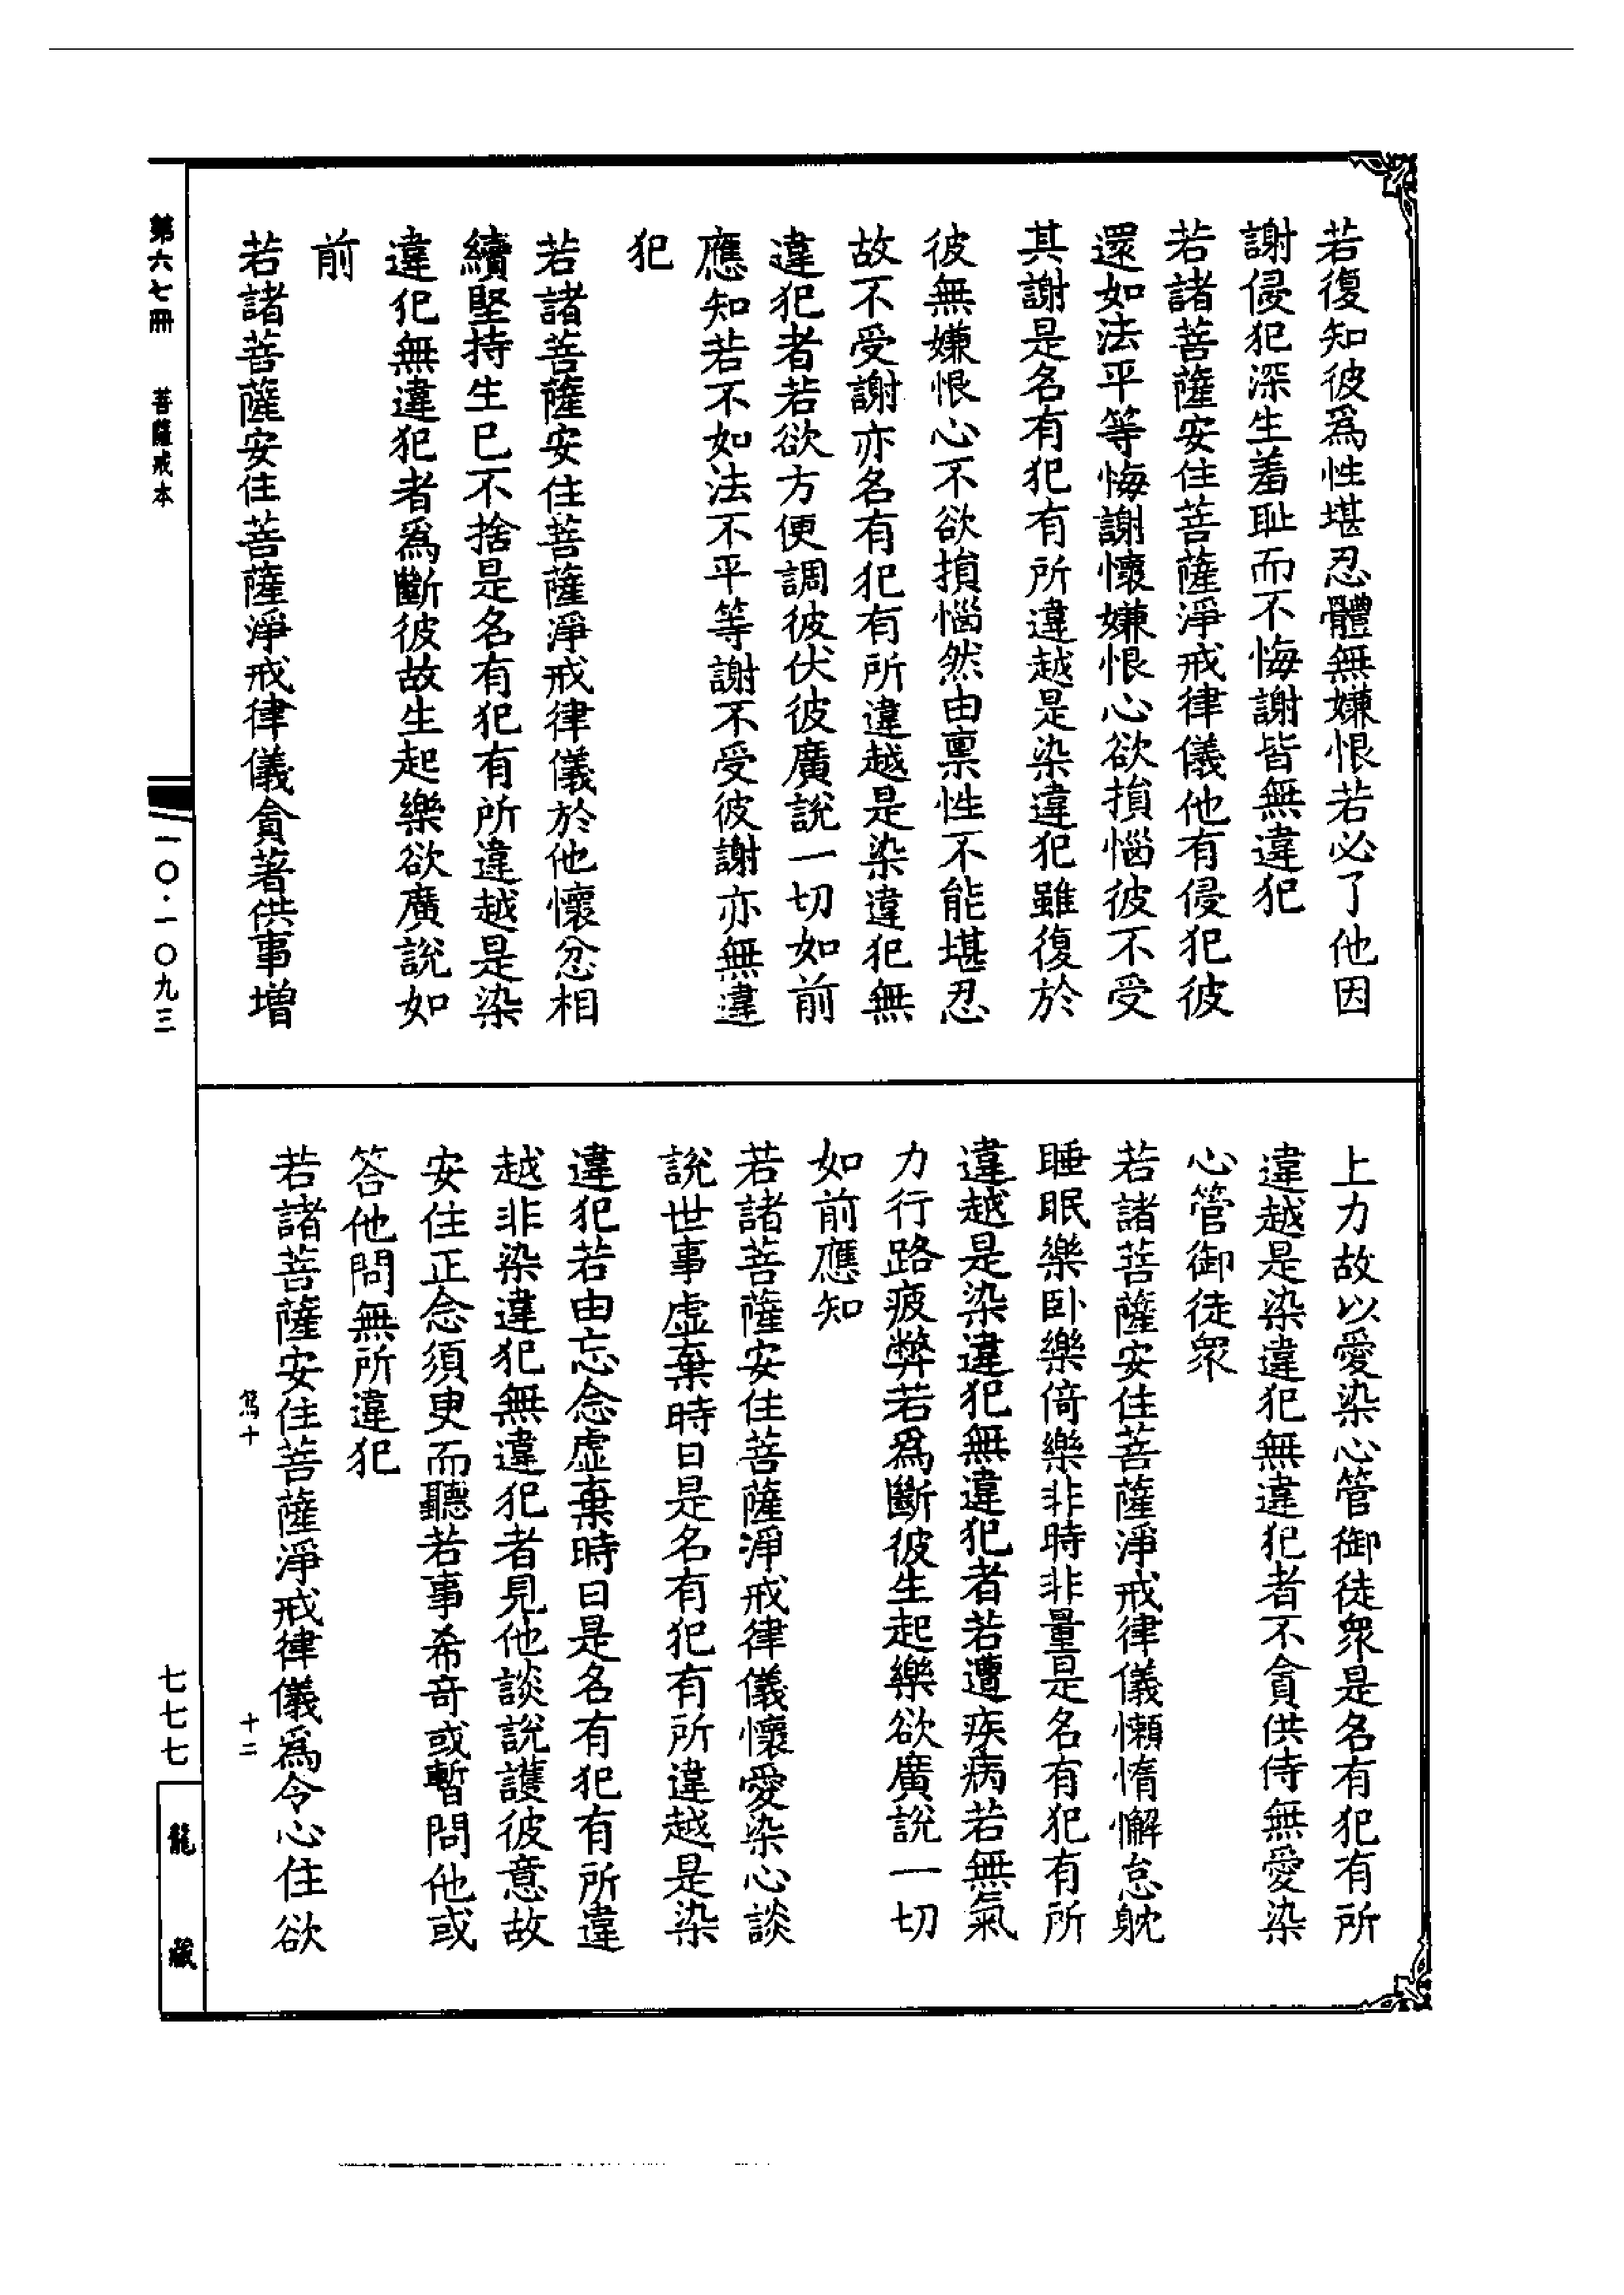 若復知彼爲性堪忍體無嫌恨若必了他因
謝侵犯深生羞耻而不悔謝皆無違犯
若諸菩薩安住菩薩淨戒律儀他有侵犯彼
還如法平等悔謝懷嫌恨心欲損惱彼不受
其謝是名有犯有所違越是染違犯雖復於
彼無嫌恨心不欲損惱然由禀性不能堪忍
故不受謝亦名有犯有所違越是染違犯無
違犯者若欲方便調彼伏彼廣說一切如前
應知若不如法不平等謝不受彼謝亦無違
犯
若諸菩薩安住菩薩淨戒律儀於他懷忿相
續堅持生已不捨是名有犯有所違越是染
違犯無違犯者爲斷彼故生起樂欲廣說如
前
若諸菩薩安住菩薩淨戒律儀貪著供事增
上力故以愛染心管御徒衆是名有犯有所
違越是染違犯無違犯者不貪供侍無愛染
心管御徒衆
若諸菩薩安住菩薩淨戒律儀懶惰懈怠躭
睡眠樂卧樂倚樂非時非量是名有犯有所
違越是染違犯無違犯者若遭疾病若無氣
力行路疲弊若爲斷彼生起樂欲廣說一切
如前應知
若諸菩薩安住菩薩淨戒律儀懷愛染心談
說世事虛棄時日是名有犯有所違越是染
違犯若由忘念虛棄時日是名有犯有所違
越非染違犯無違犯者見他談說護彼意故
安住正念須更而聽若事希奇或暫問他或
答他問無所違犯
若諸菩薩安住菩薩淨戒律儀爲令心住欲
十二
第六七冊 菩薩戒本
一〇·一〇九三
七七七
龍藏